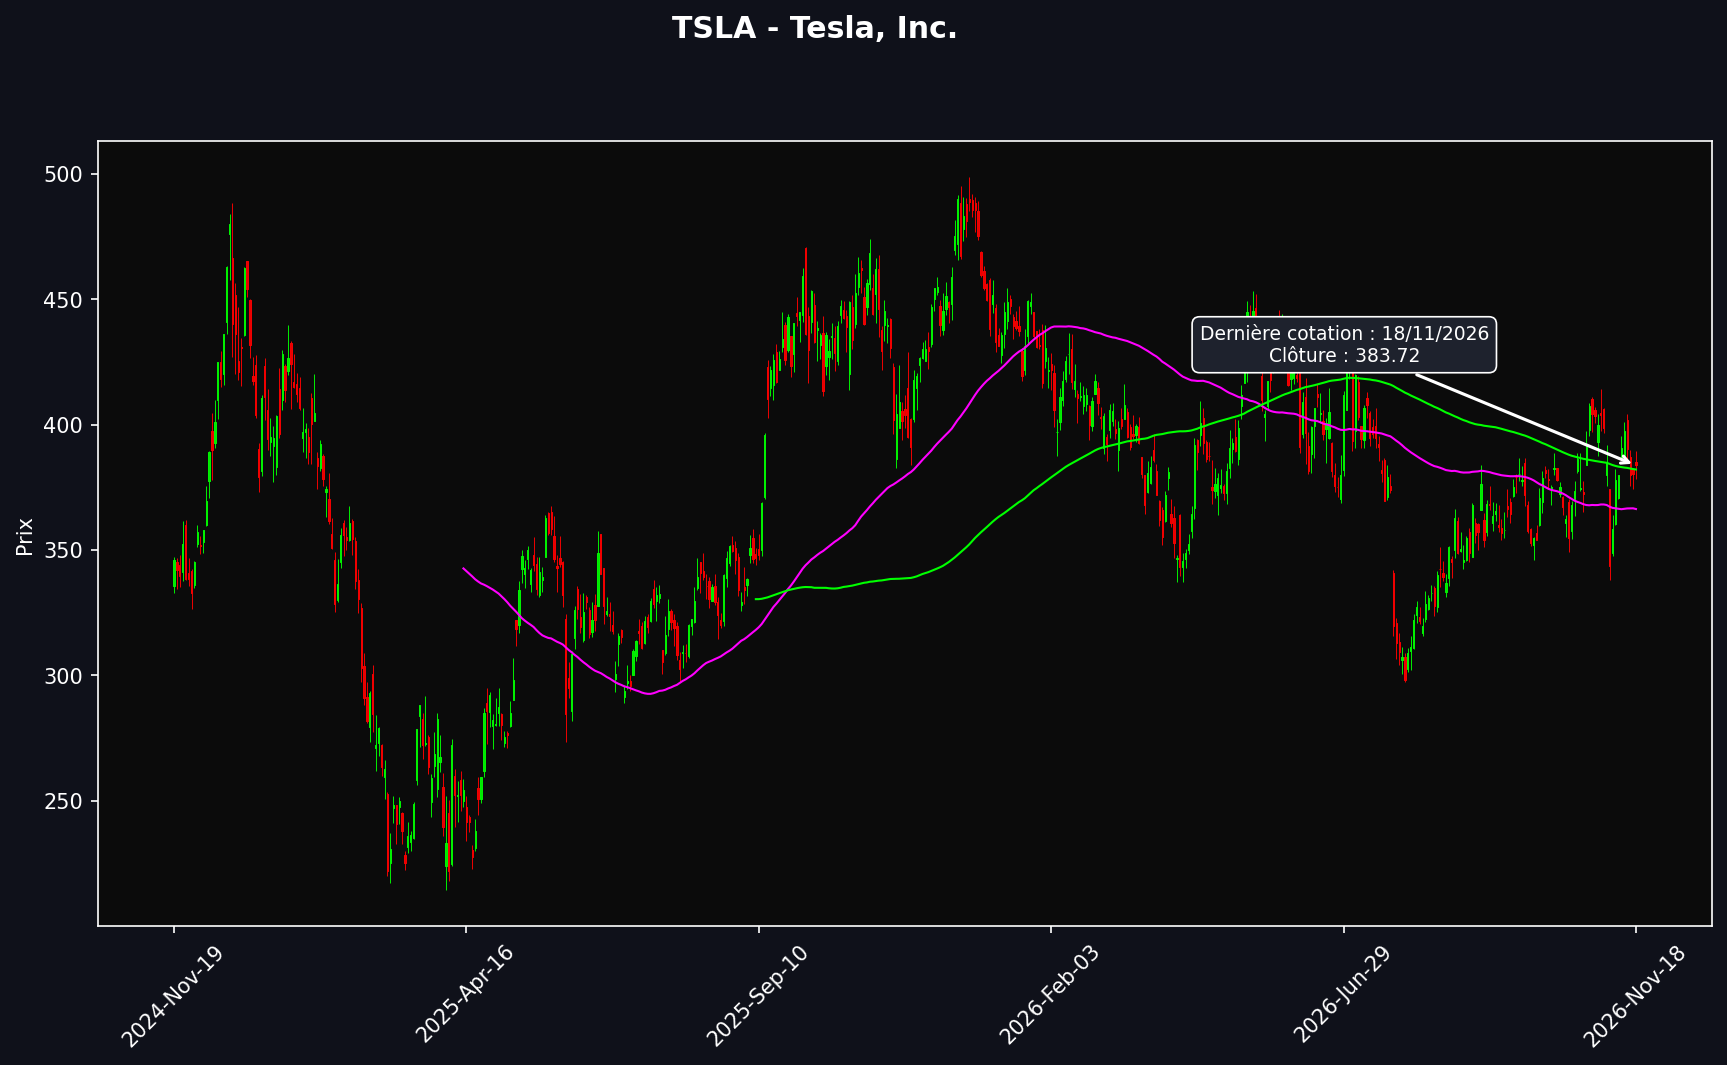 TSLA - Tesla, Inc.
500
450
400
350
300
250
Prix
Dernière cotation : 18/11/2026
Clôture : 383.72
2024-Nov-19
2025-Apr-16
2025-Sep-10
2026-Feb-03
2026-Jun-29
2026-Nov-18